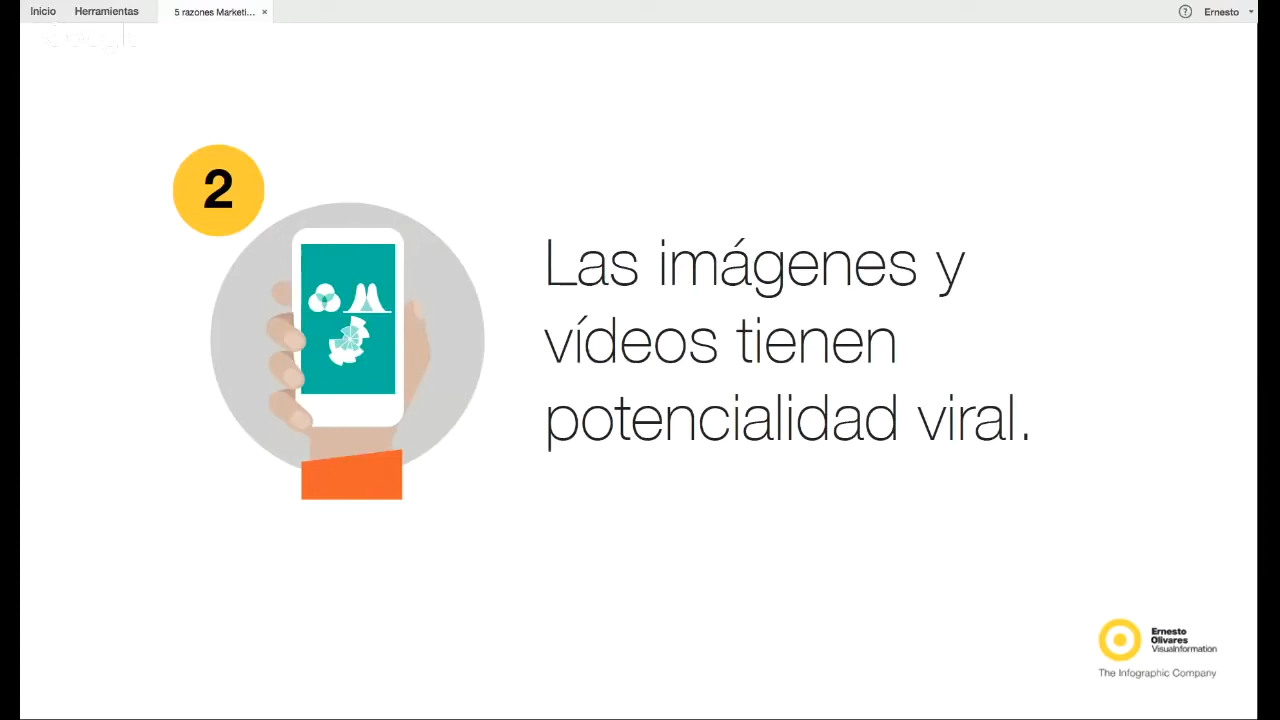 Inicio Herramientas 5 razones Marketi... × ? Ernesto
2
Las imágenes y
vídeos tienen
potencialidad viral.
Ernesto
Olivares
VisualInformation
The Infographic Company